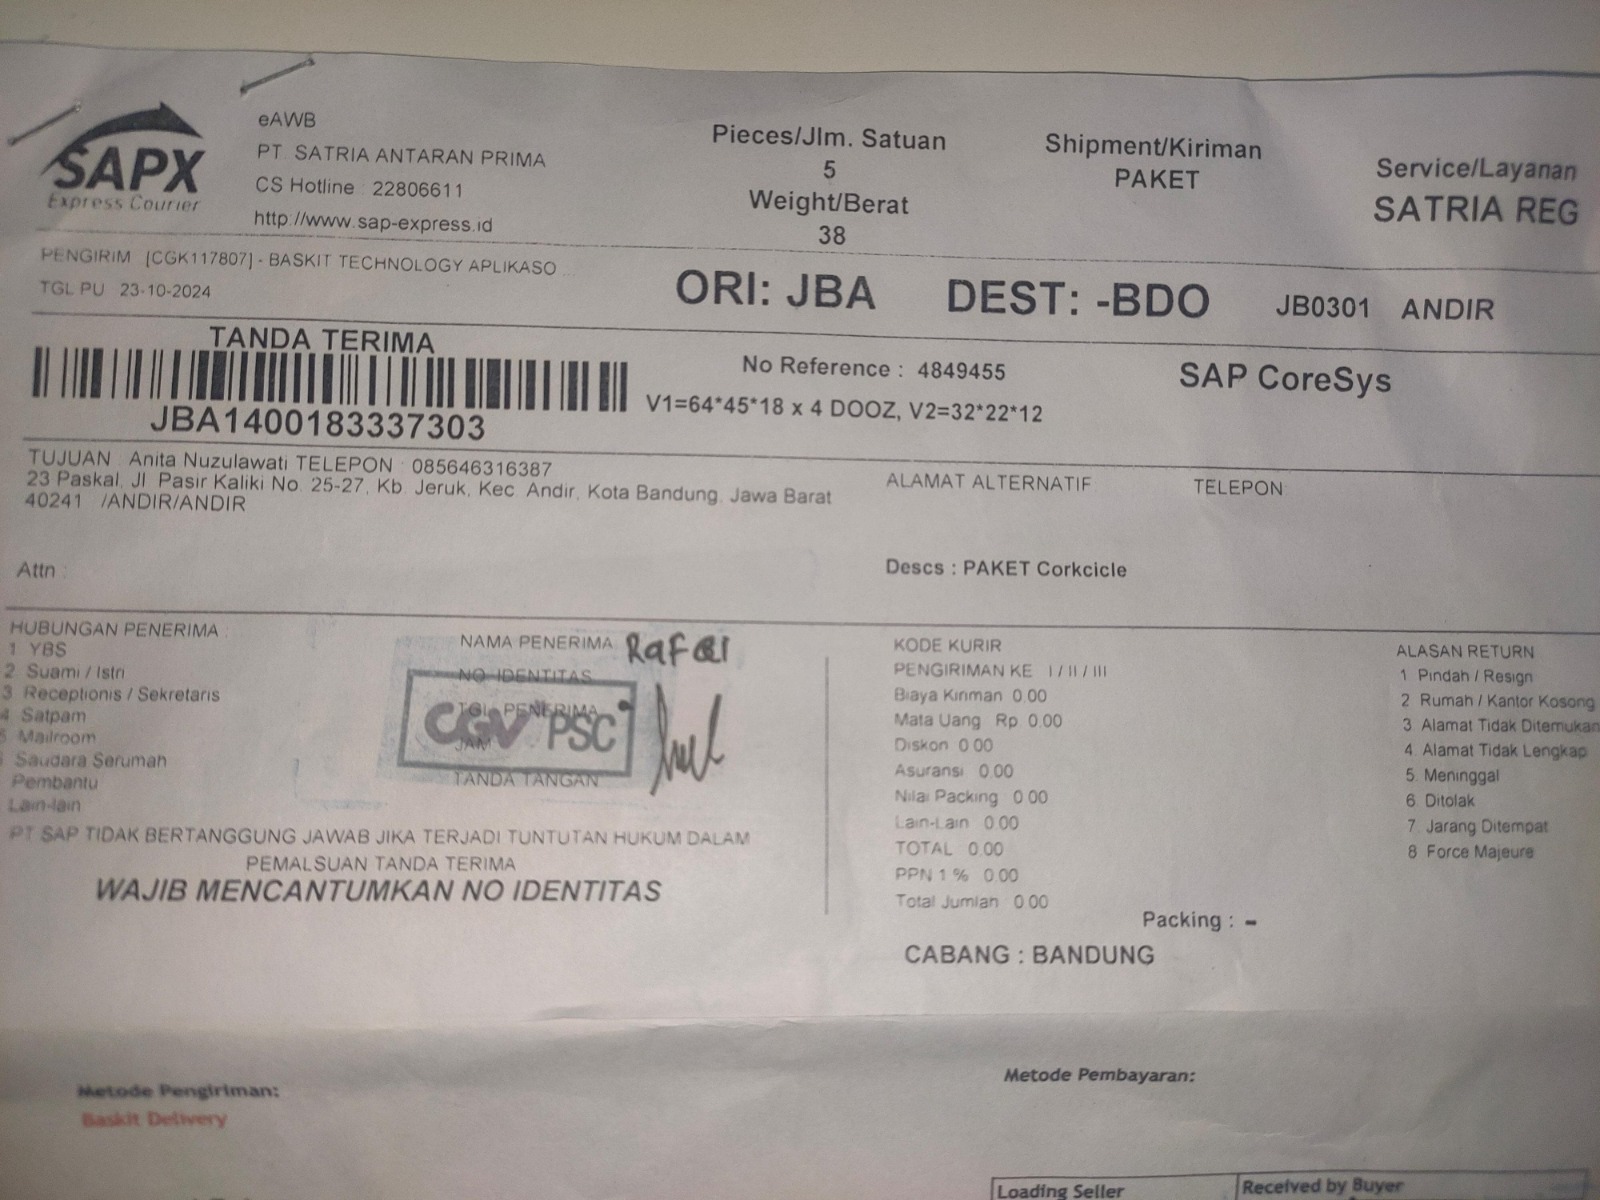 SAPX
Express Courier
eAWB
PT. SATRIA ANTARAN PRIMA
CS Hotline : 22806611
http://www.sap-express.id
Pieces/Jlm. Satuan
5
Weight/Berat
38
Shipment/Kiriman
PAKET
Service/Layanan
SATRIA REG
PENGIRIM [CGK117807] - BASKIT TECHNOLOGY APLIKASO ...
TGL PU 23-10-2024
ORI: JBA DEST: -BDO JB0301 ANDIR
TANDA TERIMA
JBA1400183337303
No Reference : 4849455
V1=64*45*18 x 4 DOOZ, V2=32*22*12
SAP CoreSys
TUJUAN : Anita Nuzulawati TELEPON : 085646316387
23 Paskal, Jl. Pasir Kaliki No. 25-27, Kb. Jeruk, Kec. Andir, Kota Bandung, Jawa Barat
40241 /ANDIR/ANDIR
ALAMAT ALTERNATIF TELEPON
Attn :
Descs : PAKET Corkcicle
HUBUNGAN PENERIMA :
1 YBS
2 Suami / Istri
3 Receptionis / Sekretaris
4 Satpam
5 Mailroom
Saudara Serumah
Pembantu
Lain-lain
NAMA PENERIMA Rafael
NO IDENTITAS
TGL PENERIMA
JAM
TANDA TANGAN
CGV PSC
PT SAP TIDAK BERTANGGUNG JAWAB JIKA TERJADI TUNTUTAN HUKUM DALAM
PEMALSUAN TANDA TERIMA
WAJIB MENCANTUMKAN NO IDENTITAS
KODE KURIR
PENGIRIMAN KE I / II / III
Biaya Kiriman 0.00
Mata Uang Rp 0.00
Diskon 0.00
Asuransi 0.00
Nilai Packing 0.00
Lain-Lain 0.00
TOTAL 0.00
PPN 1 % 0.00
Total Jumlah 0.00
Packing : -
CABANG : BANDUNG
ALASAN RETURN
1 Pindah / Resign
2 Rumah / Kantor Kosong
3 Alamat Tidak Ditemukan
4. Alamat Tidak Lengkap
5. Meninggal
6 Ditolak
7. Jarang Ditempat
8 Force Majeure
Metode Pengiriman:
Baskit Delivery
Metode Pembayaran:
Loading Seller
Received by Buyer